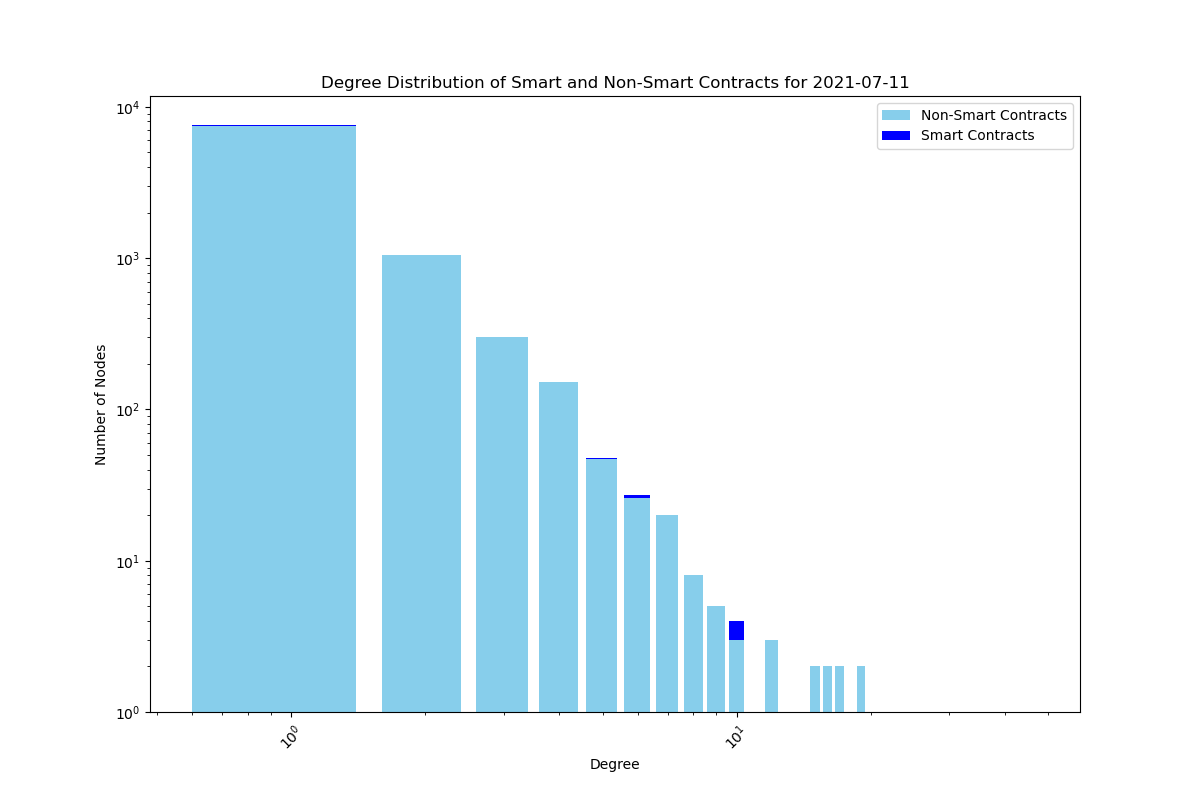 Degree Distribution of Smart and Non-Smart Contracts for 2021-07-11
Non-Smart Contracts
Smart Contracts
Number of Nodes
10⁴
10³
10²
10¹
10⁰
10⁰
10¹
Degree